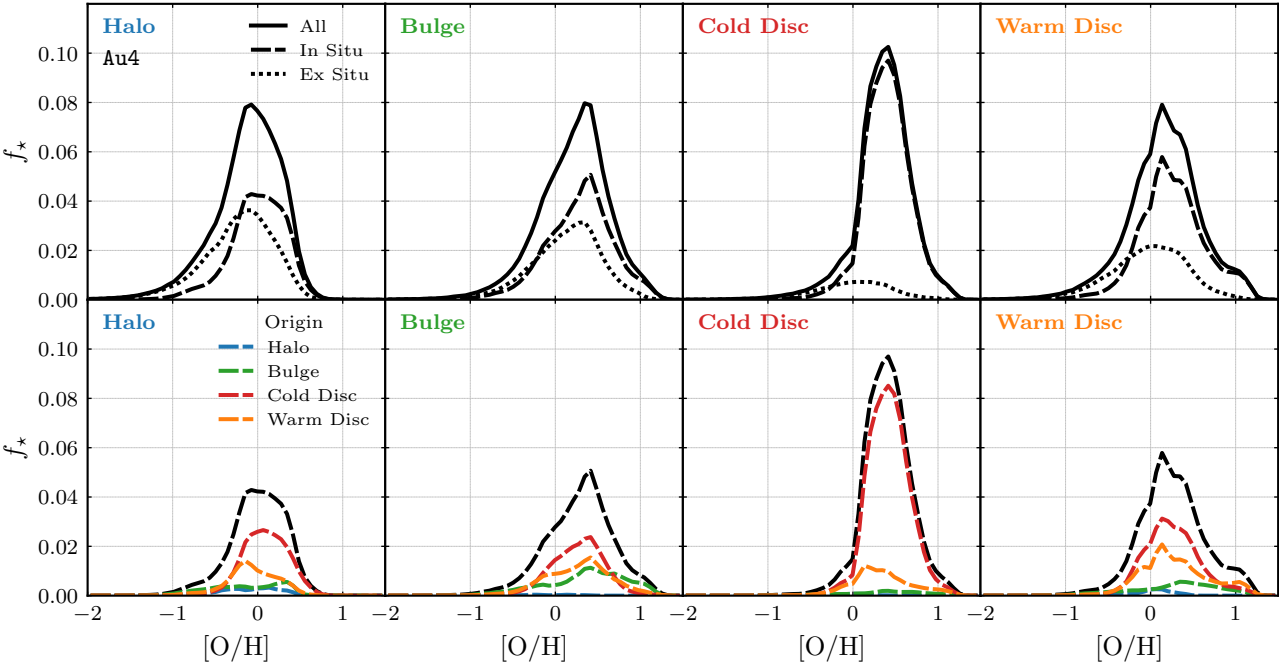 Halo
Au4
All
In Situ
Ex Situ
Bulge
Cold Disc
Warm Disc
0.10
0.08
0.06
0.04
0.02
0.00
f⋆
Halo
Origin
Halo
Bulge
Cold Disc
Warm Disc
Bulge
Cold Disc
Warm Disc
0.10
0.08
0.06
0.04
0.02
0.00
f⋆
−2 −1 0 1 −2 −1 0 1 −2 −1 0 1 −2 −1 0 1
[O/H] [O/H] [O/H] [O/H]